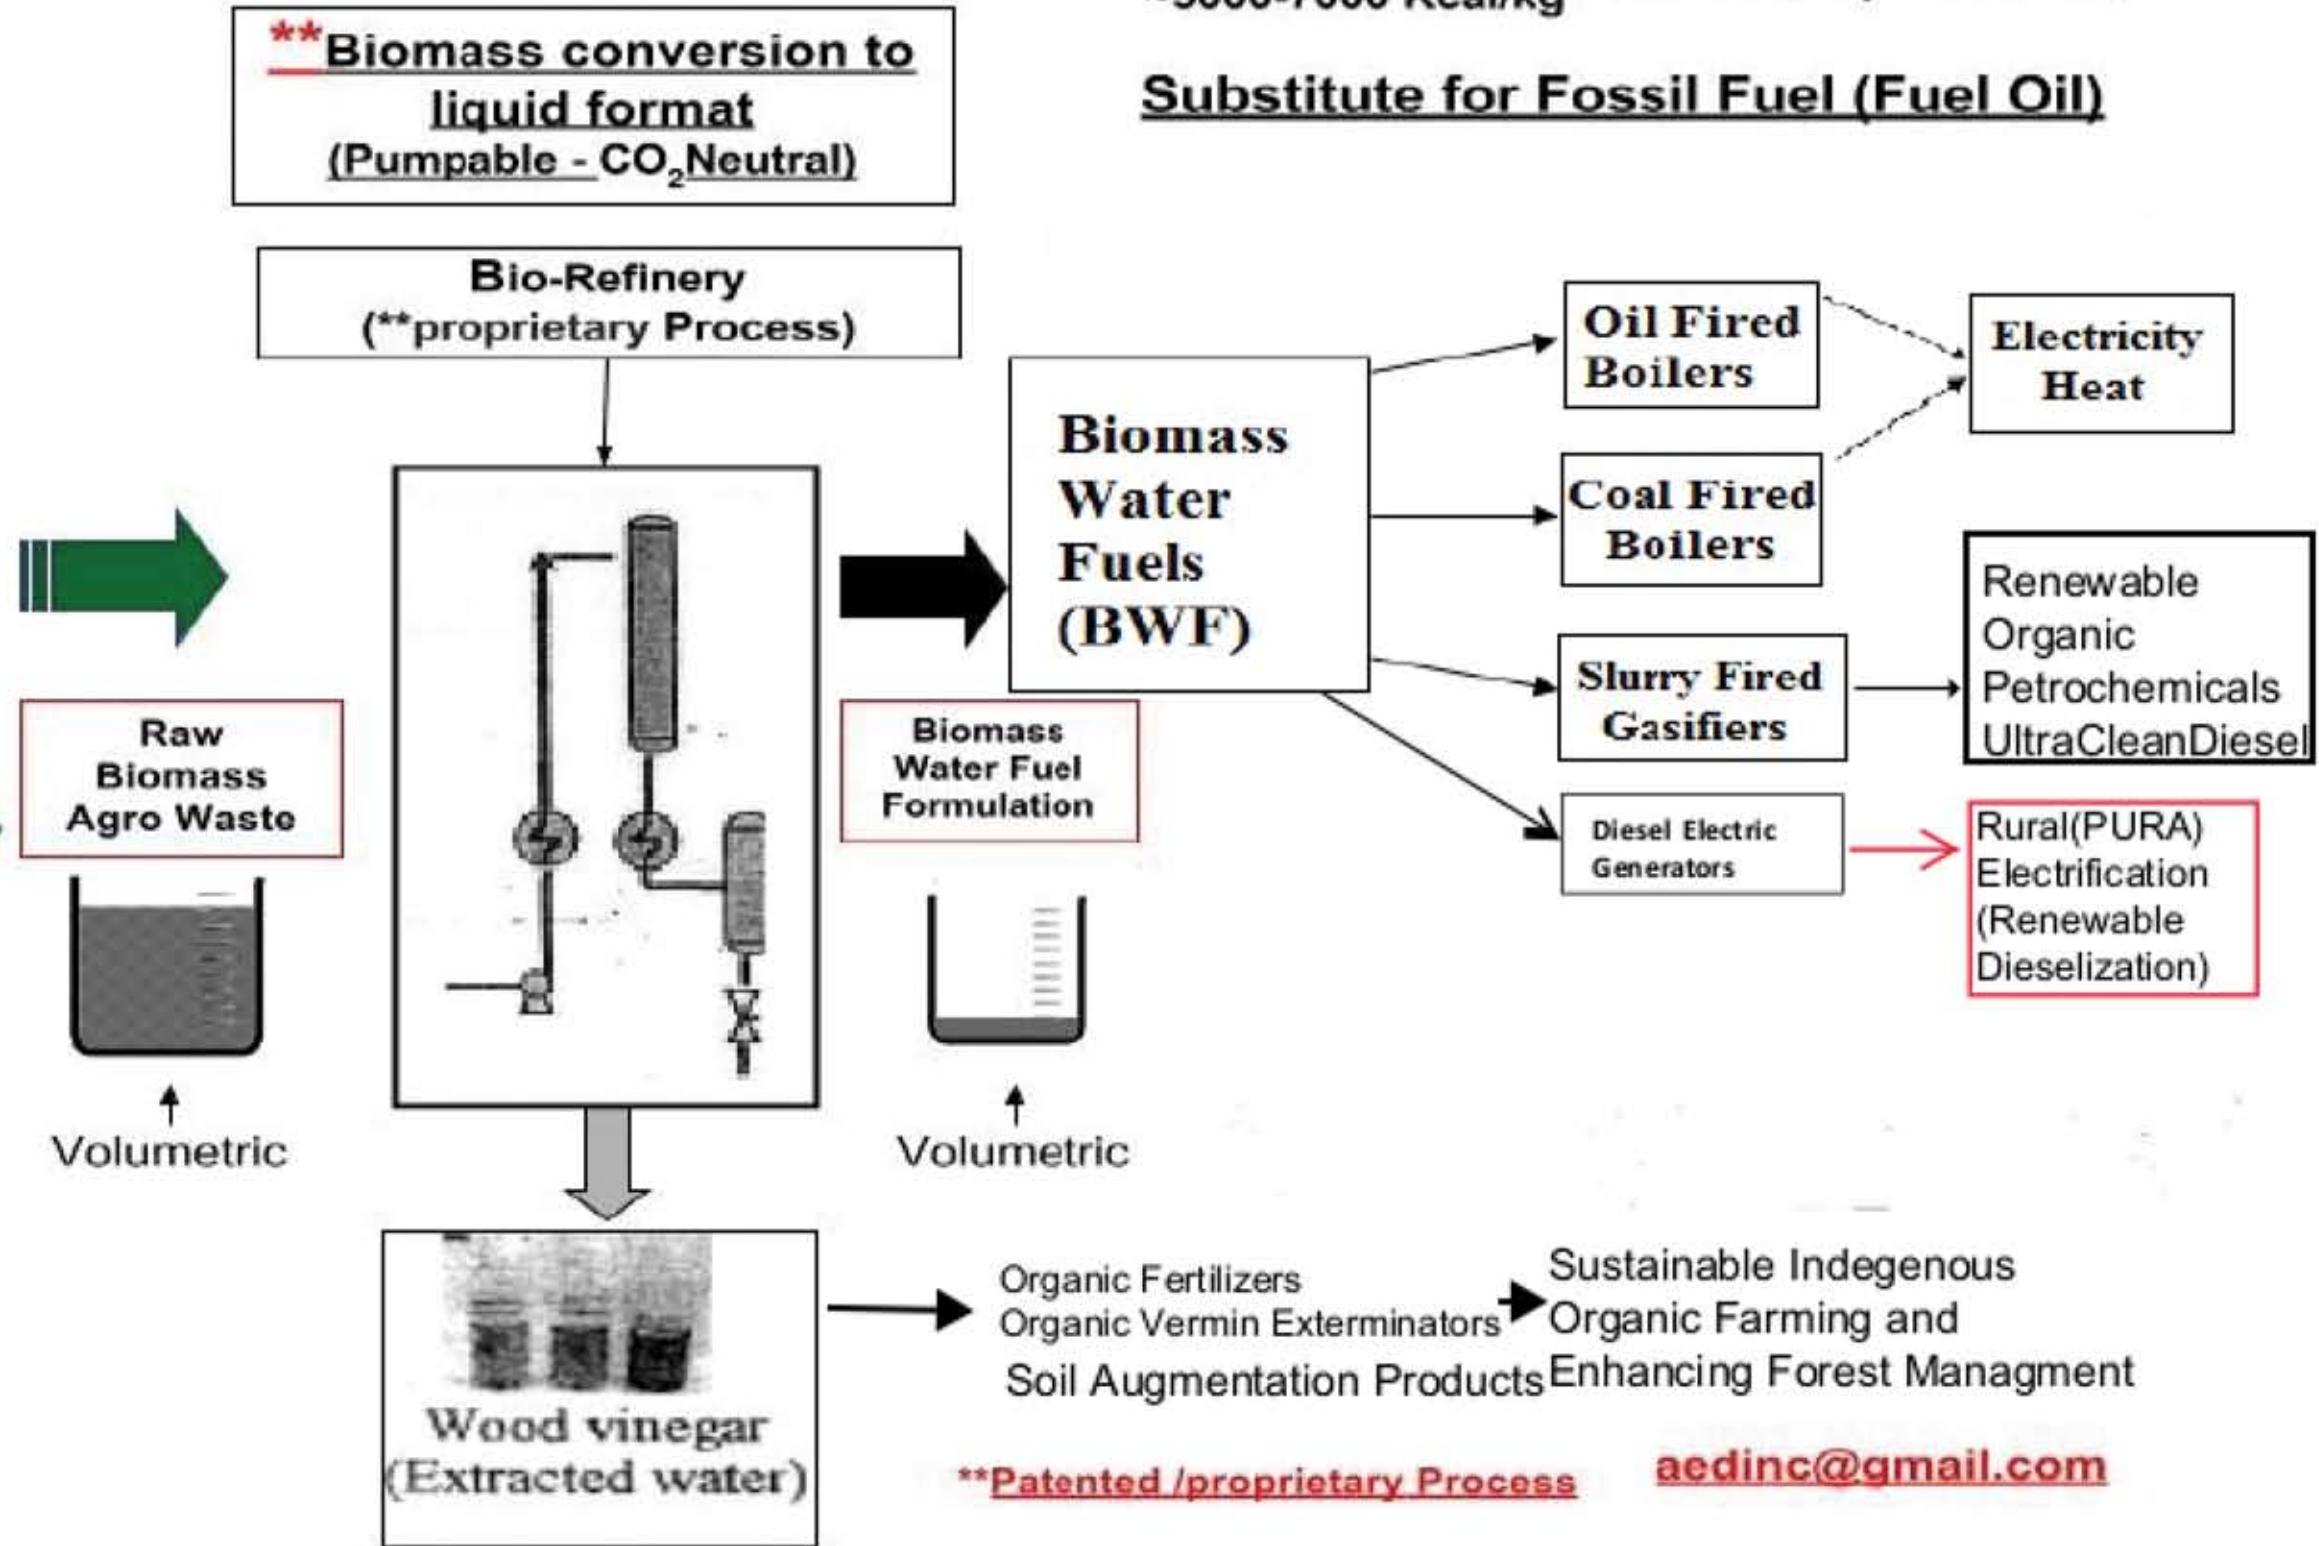 **Biomass conversion to
liquid format
(Pumpable - CO₂Neutral)
Substitute for Fossil Fuel (Fuel Oil)
Bio-Refinery
(**proprietary Process)
Oil Fired
Boilers
Electricity
Heat
Biomass
Water
Fuels
(BWF)
Coal Fired
Boilers
Renewable
Organic
Petrochemicals
UltraCleanDiesel
Slurry Fired
Gasifiers
Raw
Biomass
Agro Waste
Biomass
Water Fuel
Formulation
Diesel Electric
Generators
Rural(PURA)
Electrification
(Renewable
Dieselization)
Volumetric
Volumetric
Wood vinegar
(Extracted water)
Organic Fertilizers
Organic Vermin Exterminators
Soil Augmentation Products
Sustainable Indegenous
Organic Farming and
Enhancing Forest Managment
**Patented /proprietary Process
aedinc@gmail.com